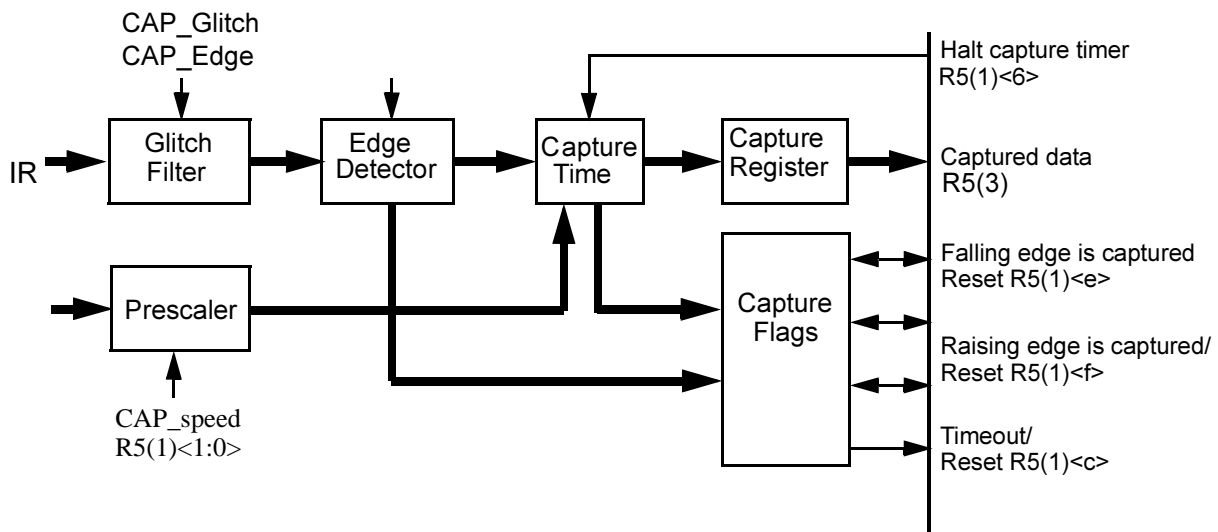 CAP_Glitch
CAP_Edge
Halt capture timer
R5(1)<6>
Glitch
Filter
Edge
Detector
Capture
Time
Capture
Register
IR
Captured data
R5(3)
Falling edge is captured
Reset R5(1)<e>
Prescaler
Capture
Flags
Raising edge is captured/
Reset R5(1)<f>
CAP_speed
R5(1)<1:0>
Timeout/
Reset R5(1)<c>